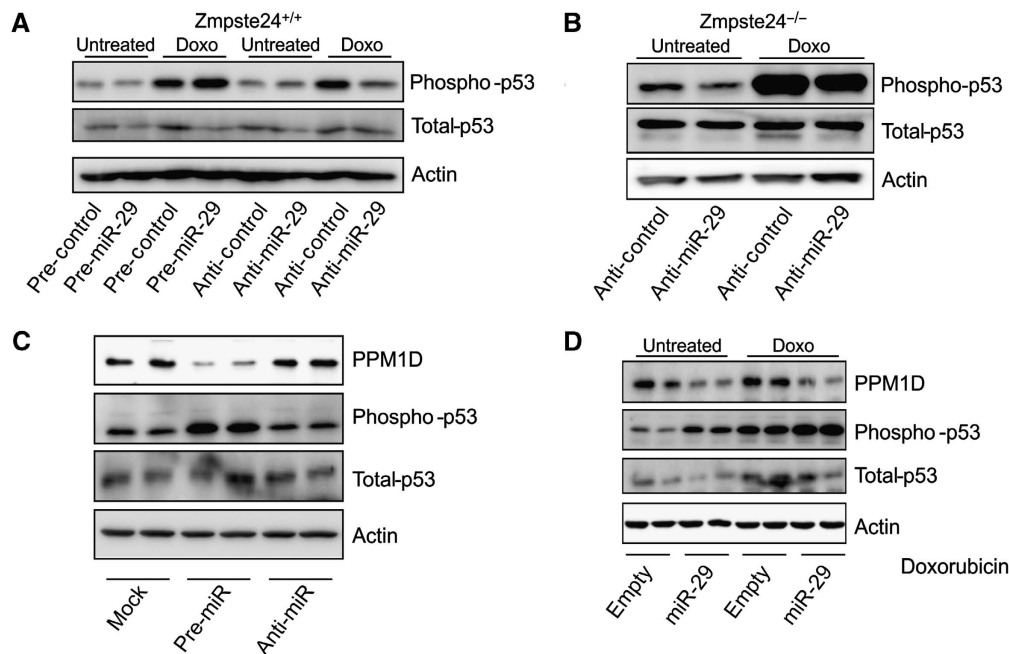 A
Zmpste24+/+
Untreated Doxo Untreated Doxo
Phospho-p53
Total-p53
Actin
Pre-control
Pre-miR-29
Pre-control
Pre-miR-29
Anti-control
Anti-miR-29
Anti-control
Anti-miR-29
B
Zmpste24–/–
Untreated Doxo
Phospho-p53
Total-p53
Actin
Anti-control
Anti-miR-29
Anti-control
Anti-miR-29
C
PPM1D
Phospho-p53
Total-p53
Actin
Mock
Pre-miR
Anti-miR
D
Untreated Doxo
PPM1D
Phospho-p53
Total-p53
Actin
Doxorubicin
Empty
miR-29
Empty
miR-29